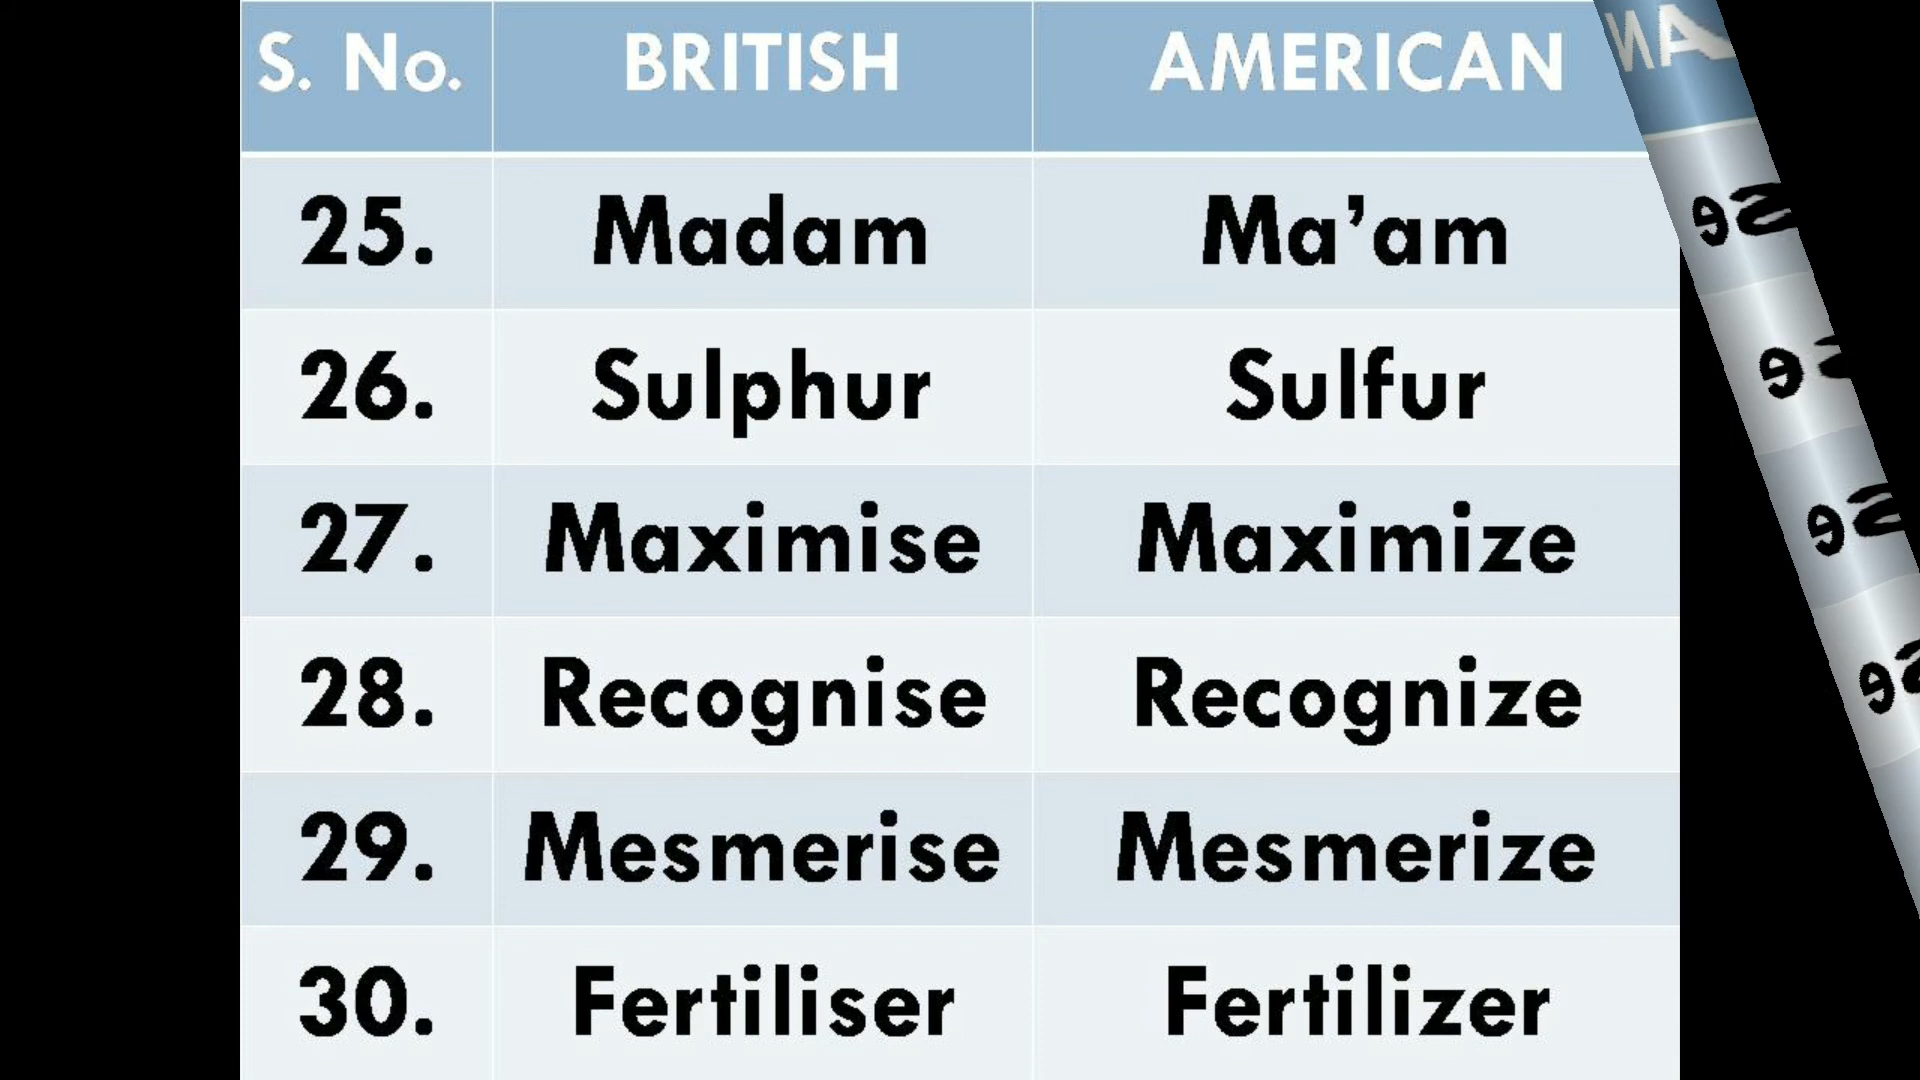 S. No. BRITISH AMERICAN
25. Madam Ma’am
26. Sulphur Sulfur
27. Maximise Maximize
28. Recognise Recognize
29. Mesmerise Mesmerize
30. Fertiliser Fertilizer